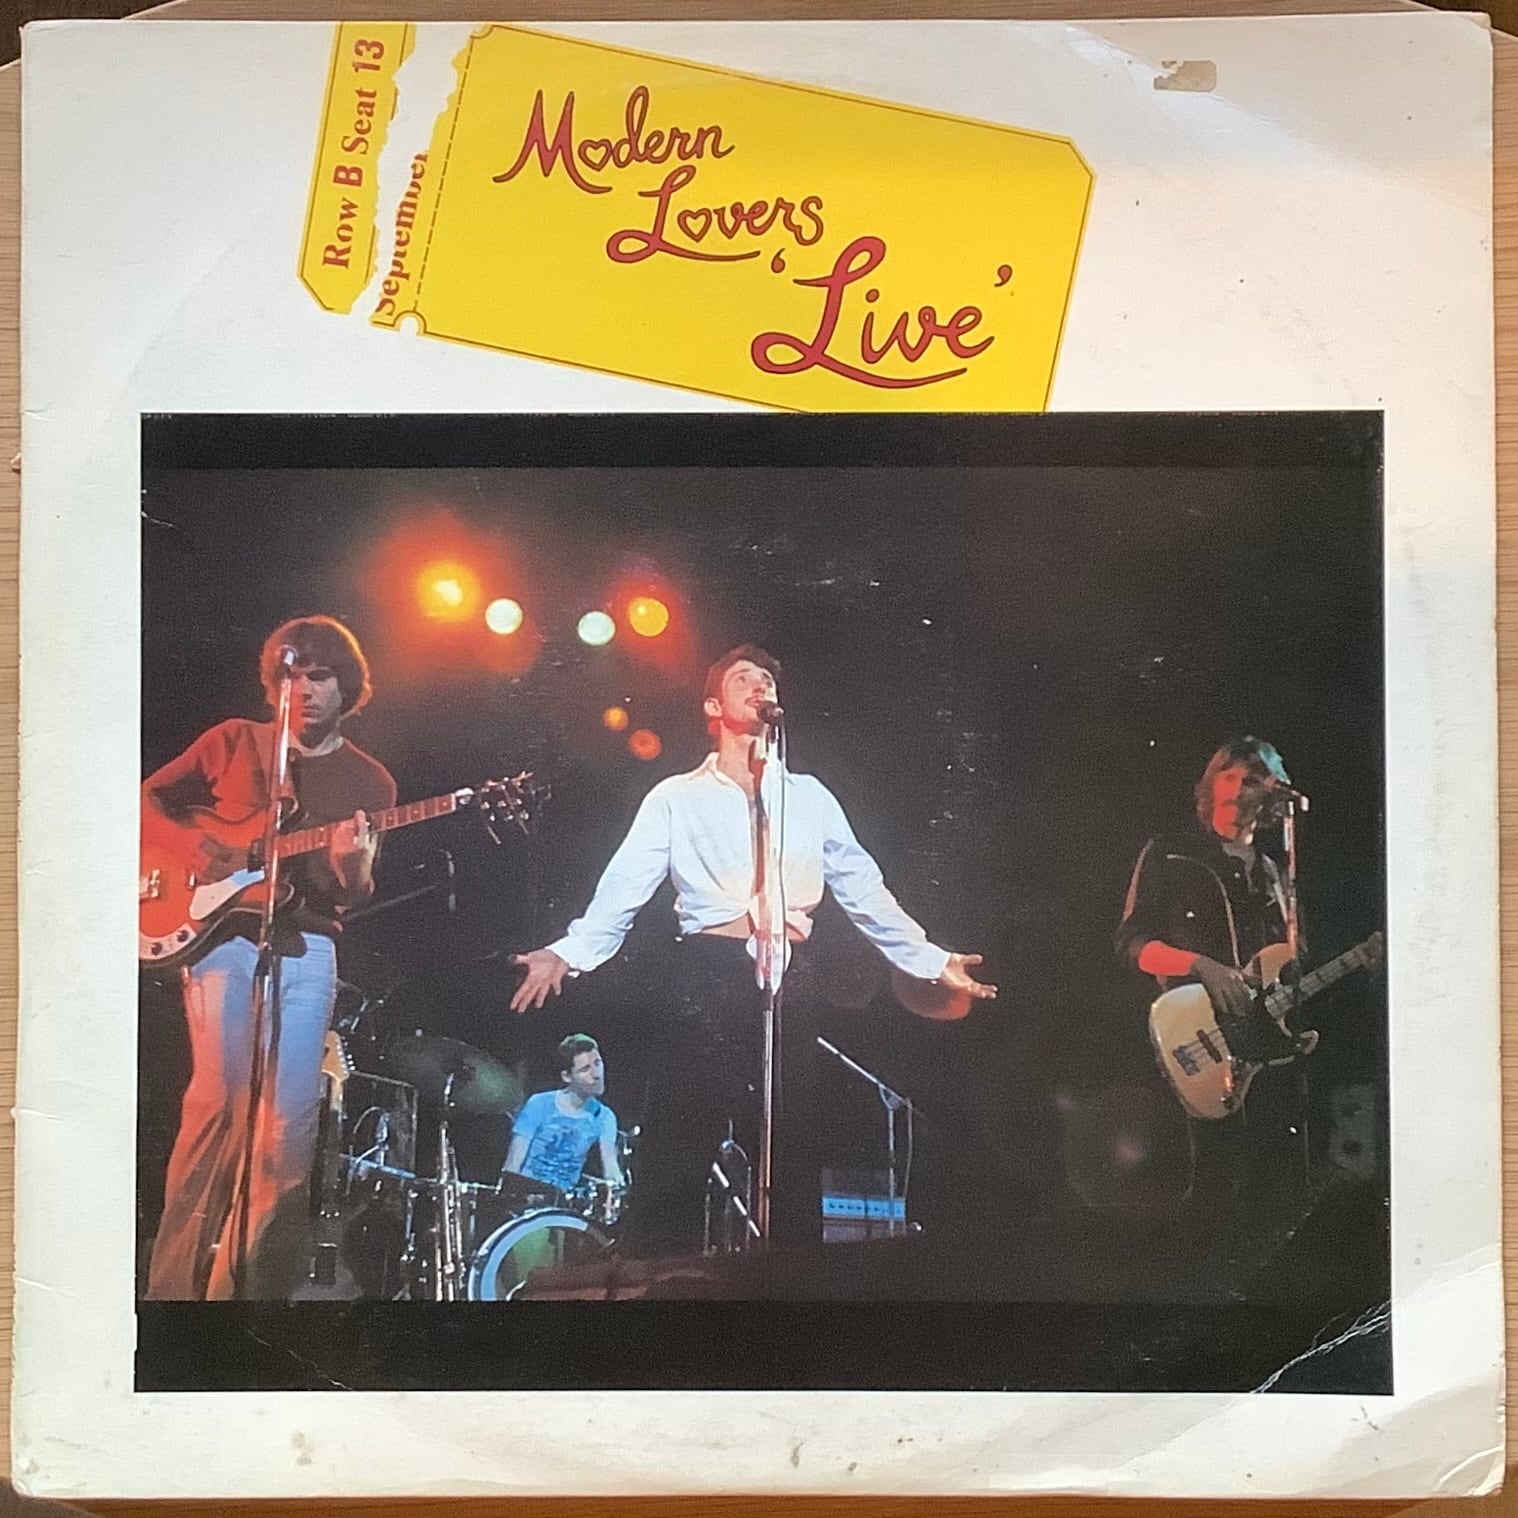 Row B Seat 13
September
Modern
Lovers
‘Live’